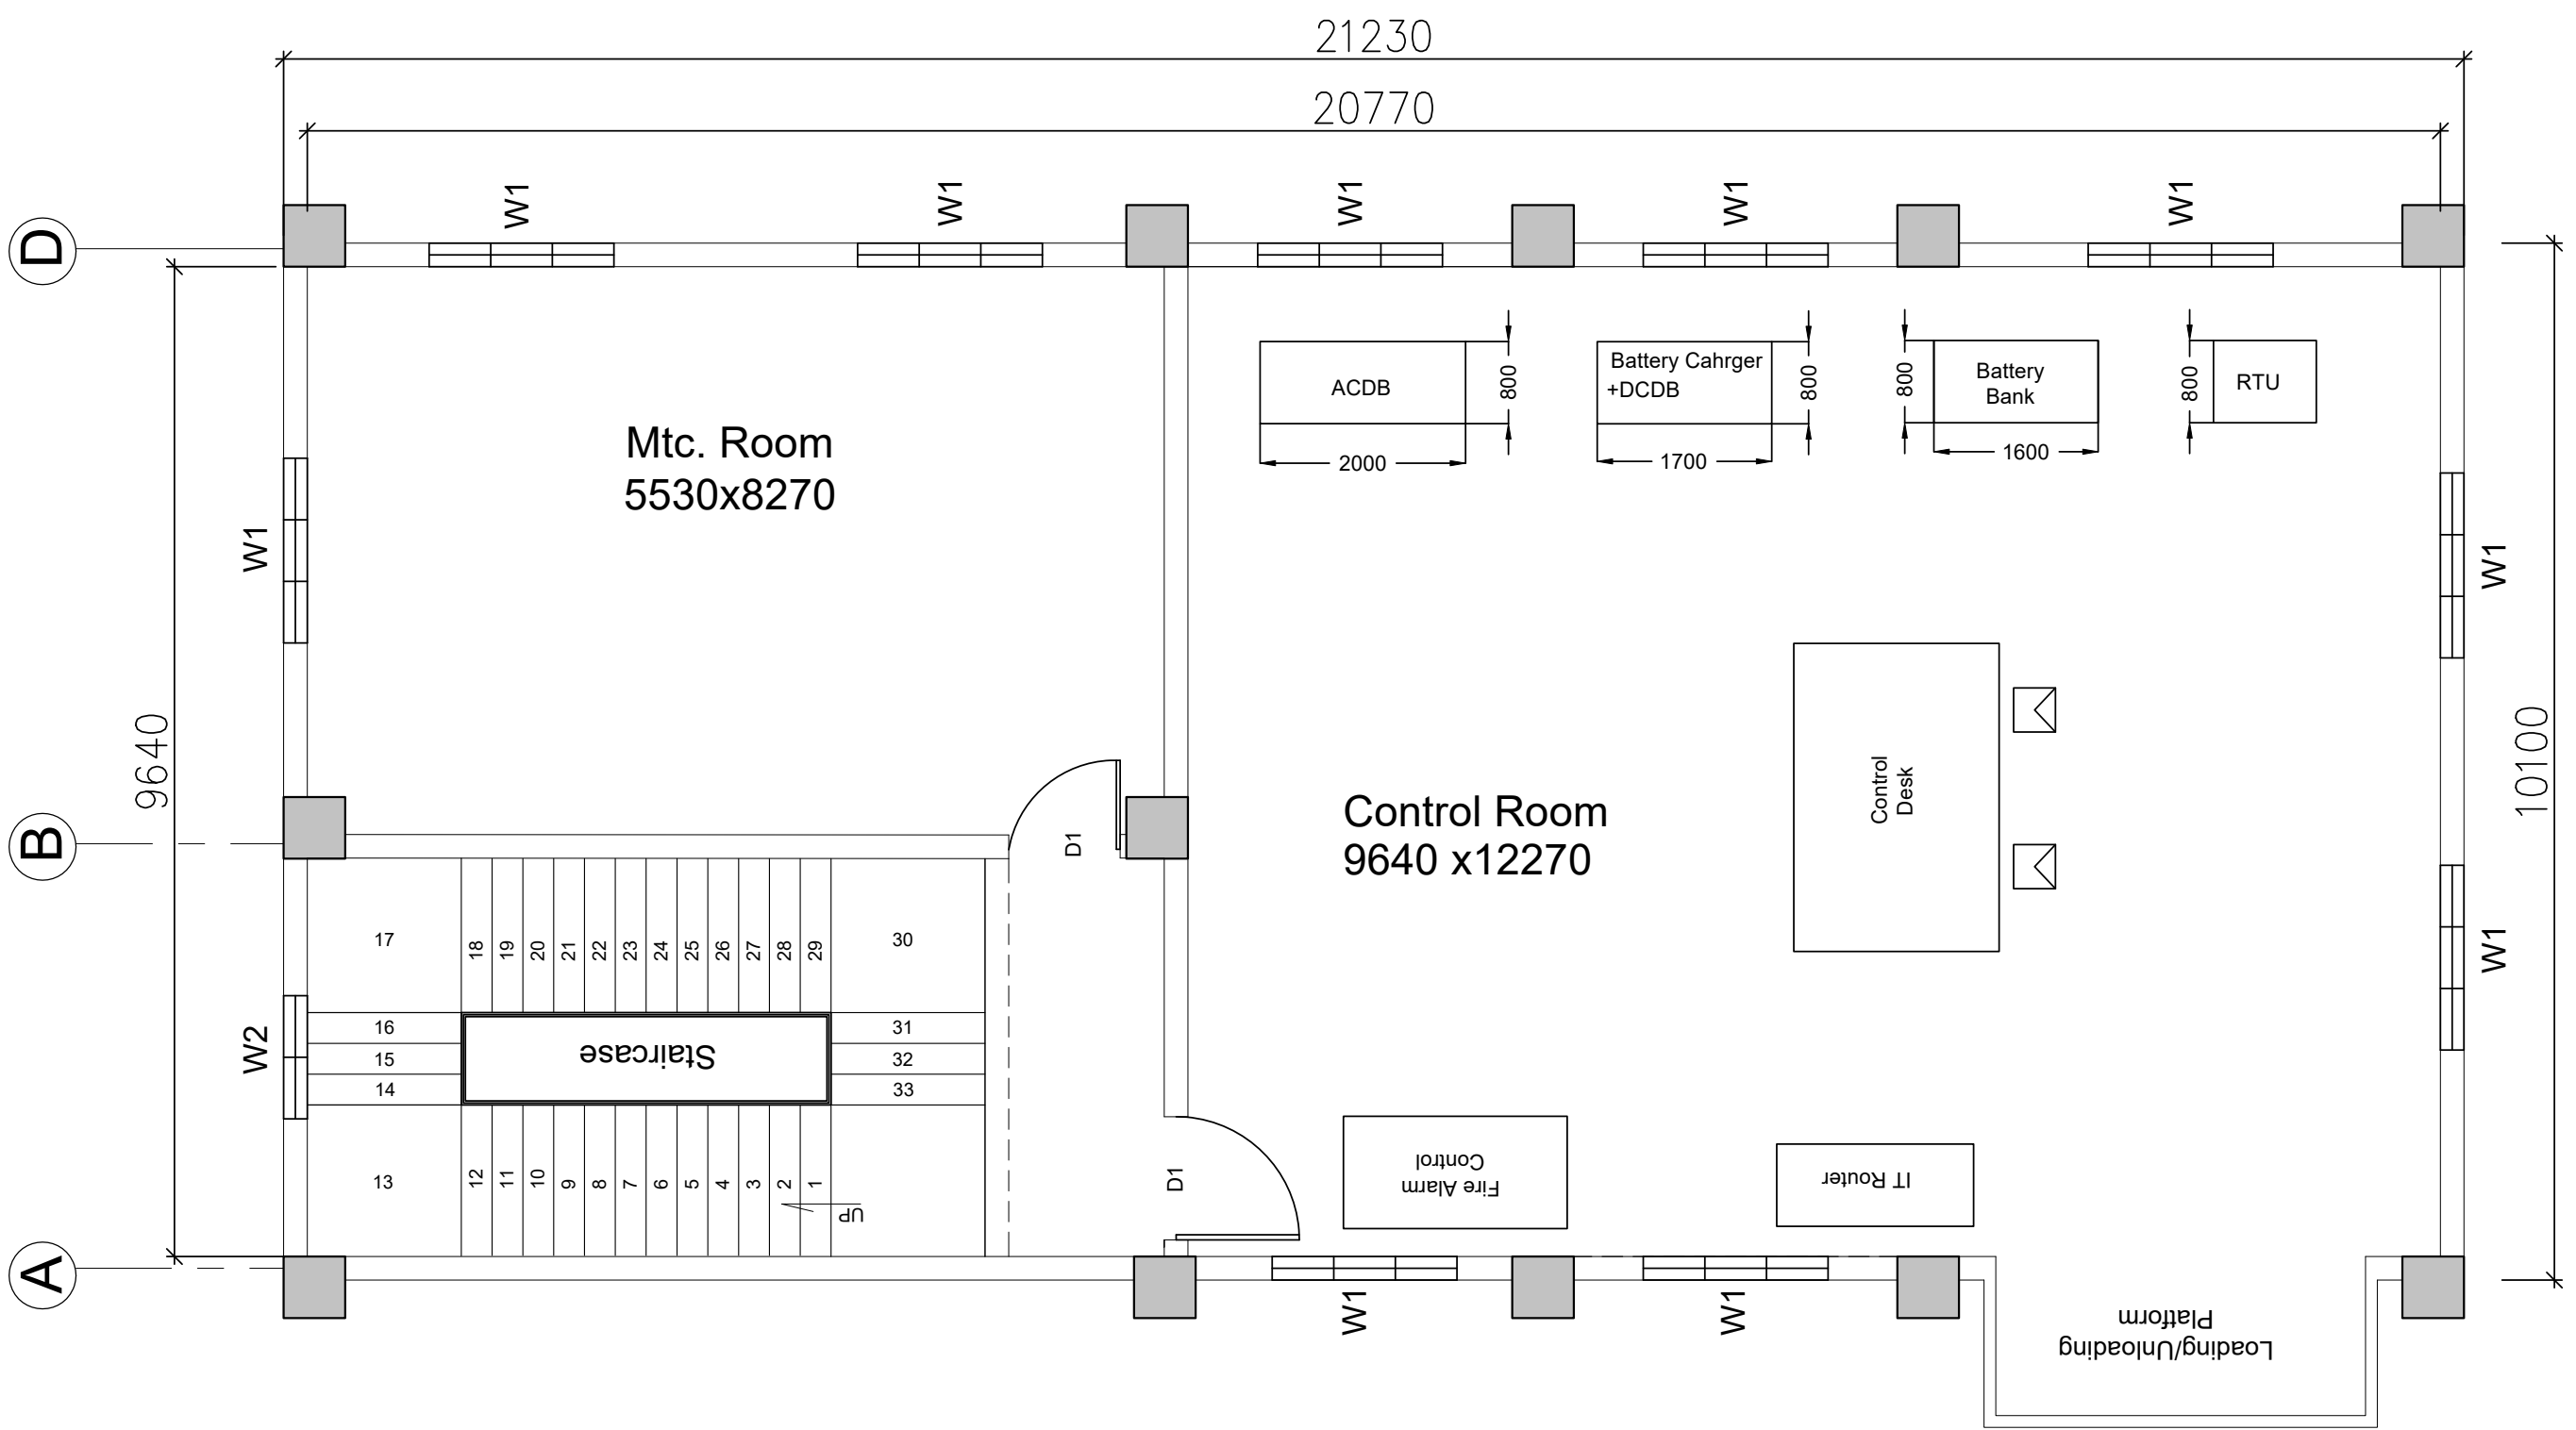 21230
20770
W1
W1
W1
W1
W1
D
ACDB
800
2000
Battery Cahrger
+DCDB
800
1700
800
Battery
Bank
1600
800
RTU
Mtc. Room
5530x8270
W1
W1
9640
10100
B
D1
Control Room
9640 x12270
Control
Desk
W1
17
18
19
20
21
22
23
24
25
26
27
28
29
30
W2
16
15
14
Staircase
31
32
33
13
12
11
10
9
8
7
6
5
4
3
2
1
UP
D1
Fire Alarm
Control
IT Router
A
W1
W1
Loading/Unloading
Platform